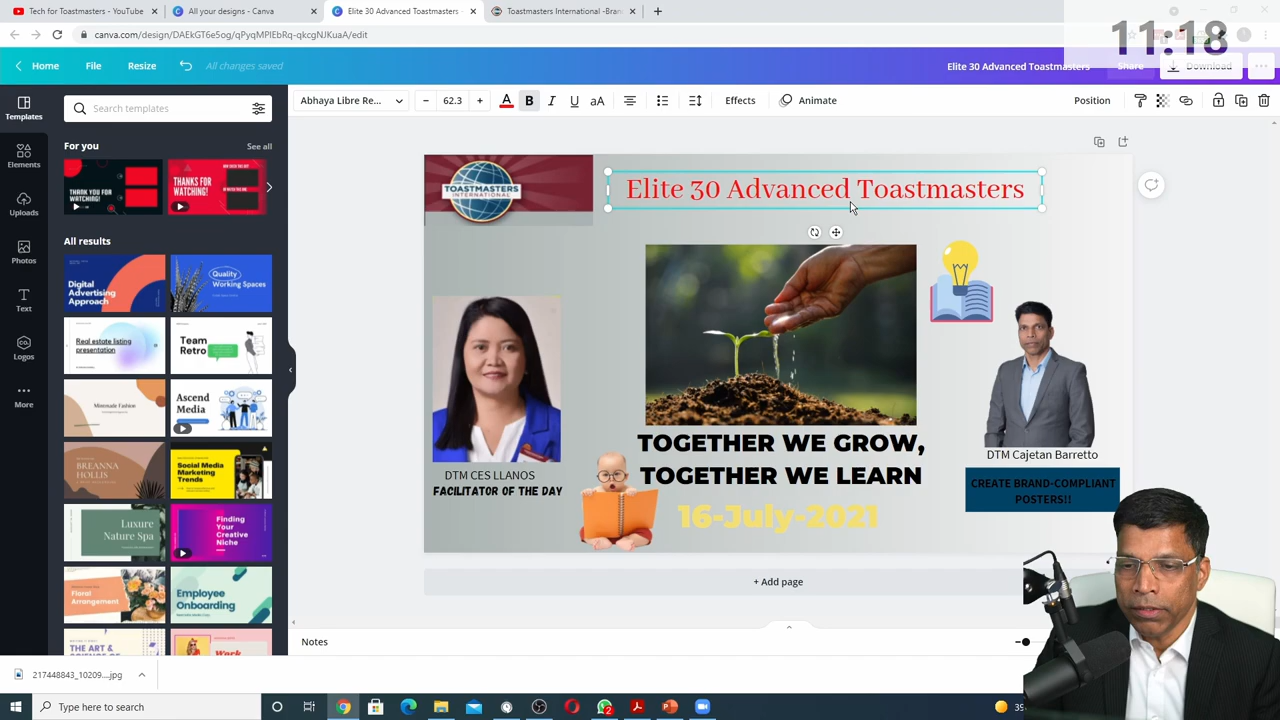 Tech for Toastmasters - YouTube
All your designs - Canva
Elite 30 Advanced Toastmasters -
Toastmasters International -Bran
11:18
canva.com/design/DAEkGT6e5og/qPyqMPlEbRq-qkcgNJKuaA/edit
Home
File
Resize
All changes saved
Elite 30 Advanced Toastmasters
Share
Download
Templates
Elements
Uploads
Photos
Text
Logos
More
Search templates
For you
See all
THANK YOU FOR
WATCHING!
THANKS FOR
WATCHING!
All results
Digital
Advertising
Approach
Quality
Working Spaces
Real estate listing
presentation
Team
Retro
Minimalist Fashion
Ascend
Media
BREANNA
HOLLIS
Social Media
Marketing
Trends
Luxure
Nature Spa
Finding
Your
Creative
Niche
Floral
Arrangement
Employee
Onboarding
THE ART &
Work
Abhaya Libre Re...
62.3
A
B
I
U
aA
Effects
Animate
Position
TOASTMASTERS
INTERNATIONAL
Elite 30 Advanced Toastmasters
DTM CES LLANOS
FACILITATOR OF THE DAY
TOGETHER WE GROW,
TOGETHER WE LEARN
16-July-2021
DTM Cajetan Barretto
CREATE BRAND-COMPLIANT
POSTERS!!
+ Add page
Notes
217448843_10209....jpg
Type here to search